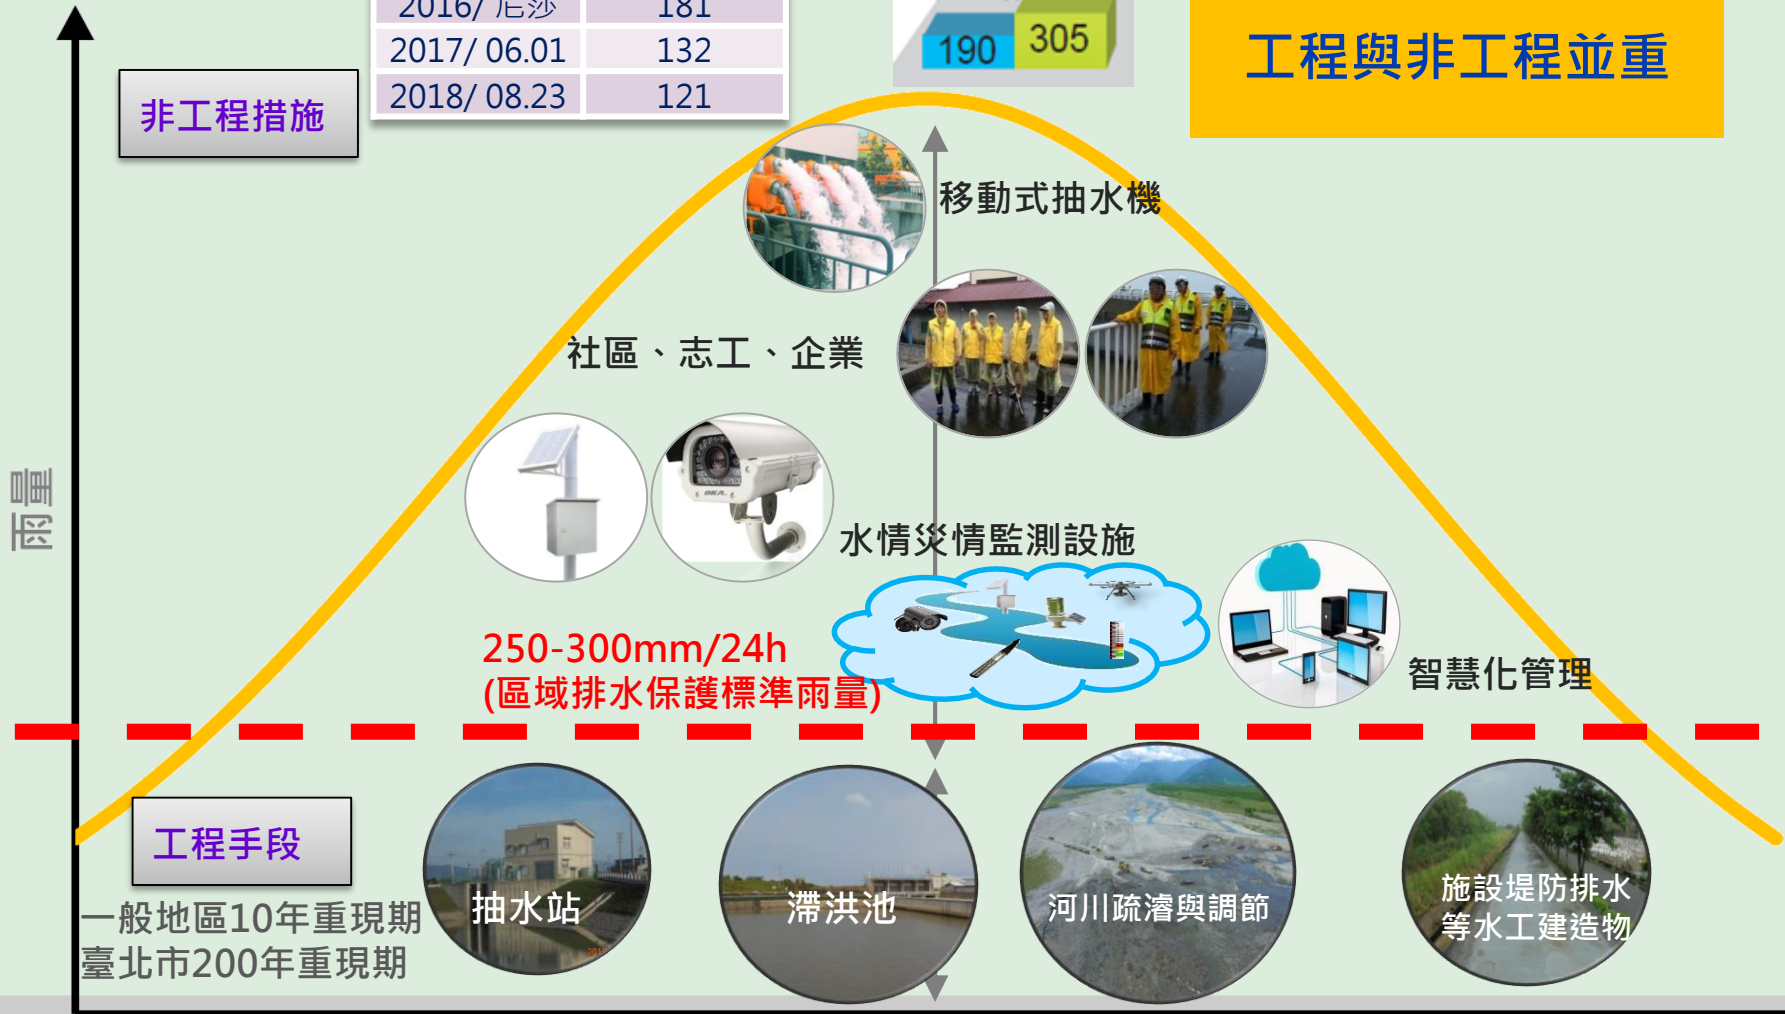 2016/ 尼莎 181
2017/ 06.01 132
2018/ 08.23 121
190
305
工程與非工程並重
非工程措施
移動式抽水機
社區、志工、企業
水情災情監測設施
雨量
250-300mm/24h
(區域排水保護標準雨量)
智慧化管理
工程手段
一般地區10年重現期
臺北市200年重現期
抽水站
滯洪池
河川疏濬與調節
施設堤防排水
等水工建造物